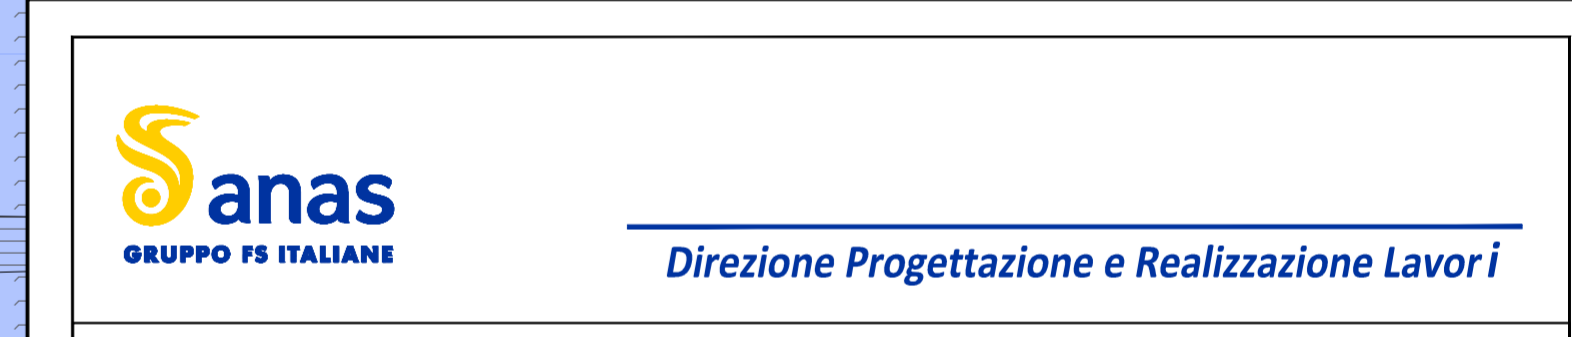 anas
GRUPPO FS ITALIANE
Direzione Progettazione e Realizzazione Lavori